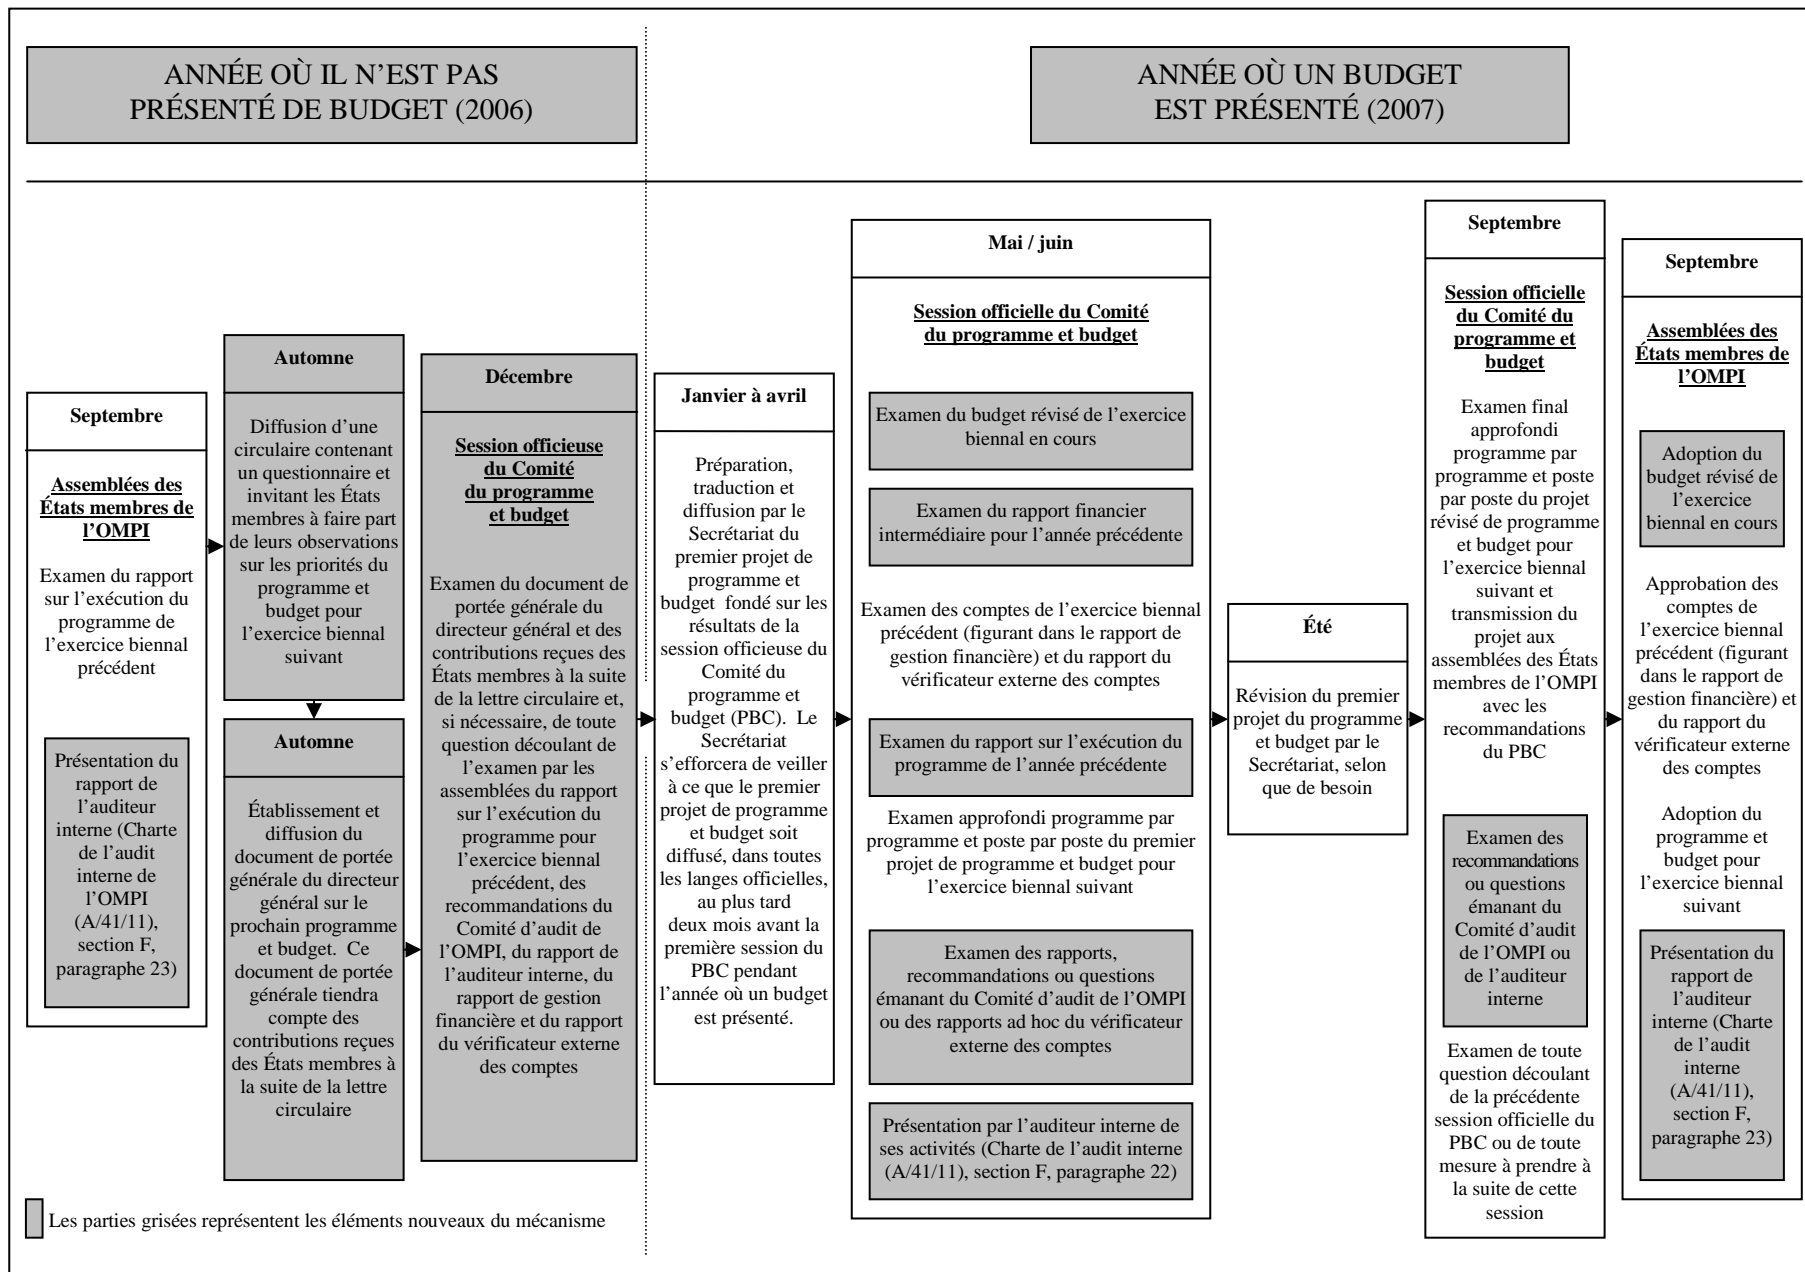 ANNÉE OÙ IL N’EST PAS
PRÉSENTÉ DE BUDGET (2006)
ANNÉE OÙ UN BUDGET
EST PRÉSENTÉ (2007)
Septembre
Assemblées des
États membres de
l’OMPI
Examen du rapport
sur l’exécution du
programme de
l’exercice biennal
précédent
Présentation du
rapport de
l’auditeur
interne (Charte
de l’audit
interne de
l’OMPI
(A/41/11),
section F,
paragraphe 23)
Automne
Diffusion d’une
circulaire contenant
un questionnaire et
invitant les États
membres à faire part
de leurs observations
sur les priorités du
programme et
budget pour
l’exercice biennal
suivant
Automne
Établissement et
diffusion du
document de portée
générale du directeur
général sur le
prochain programme
et budget.  Ce
document de portée
générale tiendra
compte des
contributions reçues
des États membres à
la suite de la lettre
circulaire
Décembre
Session officieuse
du Comité
du programme
et budget
Examen du document de
portée générale du
directeur général et des
contributions reçues des
États membres à la suite
de la lettre circulaire et,
si nécessaire, de toute
question découlant de
l’examen par les
assemblées du rapport
sur l’exécution du
programme pour
l’exercice biennal
précédent, des
recommandations du
Comité d’audit de
l’OMPI, du rapport de
l’auditeur interne, du
rapport de gestion
financière et du rapport
du vérificateur externe
des comptes
Janvier à avril
Préparation,
traduction et
diffusion par le
Secrétariat du
premier projet de
programme et
budget  fondé sur les
résultats de la
session officieuse du
Comité du
programme et
budget (PBC).  Le
Secrétariat
s’efforcera de veiller
à ce que le premier
projet de programme
et budget soit
diffusé, dans toutes
les langes officielles,
au plus tard
deux mois avant la
première session du
PBC pendant
l’année où un budget
est présenté.
Mai / juin
Session officielle du Comité
du programme et budget
Examen du budget révisé de l’exercice
biennal en cours
Examen du rapport financier
intermédiaire pour l’année précédente
Examen des comptes de l’exercice biennal
précédent (figurant dans le rapport de
gestion financière) et du rapport du
vérificateur externe des comptes
Examen du rapport sur l’exécution du
programme de l’année précédente
Examen approfondi programme par
programme et poste par poste du premier
projet de programme et budget pour
l’exercice biennal suivant
Examen des rapports,
recommandations ou questions
émanant du Comité d’audit de l’OMPI
ou des rapports ad hoc du vérificateur
externe des comptes
Présentation par l’auditeur interne de
ses activités (Charte de l’audit interne
(A/41/11), section F, paragraphe 22)
Été
Révision du premier
projet du programme
et budget par le
Secrétariat, selon
que de besoin
Septembre
Session officielle
du Comité du
programme et
budget
Examen final
approfondi
programme par
programme et poste
par poste du projet
révisé de programme
et budget pour
l’exercice biennal
suivant et
transmission du
projet aux
assemblées des États
membres de l’OMPI
avec les
recommandations
du PBC
Examen des
recommandations
ou questions
émanant du
Comité d’audit
de l’OMPI ou
de l’auditeur
interne
Examen de toute
question découlant
de la précédente
session officielle du
PBC ou de toute
mesure à prendre à
la suite de cette
session
Septembre
Assemblées des
États membres de
l’OMPI
Adoption du
budget révisé de
l’exercice
biennal en cours
Approbation des
comptes de
l’exercice biennal
précédent (figurant
dans le rapport de
gestion financière) et
du rapport du
vérificateur externe
des comptes
Adoption du
programme et
budget pour
l’exercice biennal
suivant
Présentation du
rapport de
l’auditeur
interne (Charte
de l’audit
interne
(A/41/11),
section F,
paragraphe 23)
Les parties grisées représentent les éléments nouveaux du mécanisme